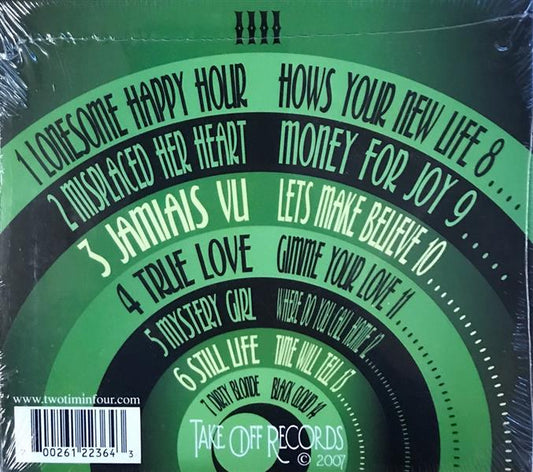 IIII
1 LONESOME HAPPY HOUR
2 MISPLACED HER HEART
3 JAMIAIS VU
4 TRUE LOVE
5 MYSTERY GIRL
6 STILL LIFE
7 DIRTY BLONDE
HOWS YOUR NEW LIFE 8....
MONEY FOR JOY 9......
LETS MAKE BELIEVE 10
GIMME YOUR LOVE 11
WHERE DO YOU CALL HOME 2
TIME WILL TELL 13
BLACK CLOUD 14
TAKE OFF RECORDS
© 2007
www.twotiminfour.com
00261 22364 3